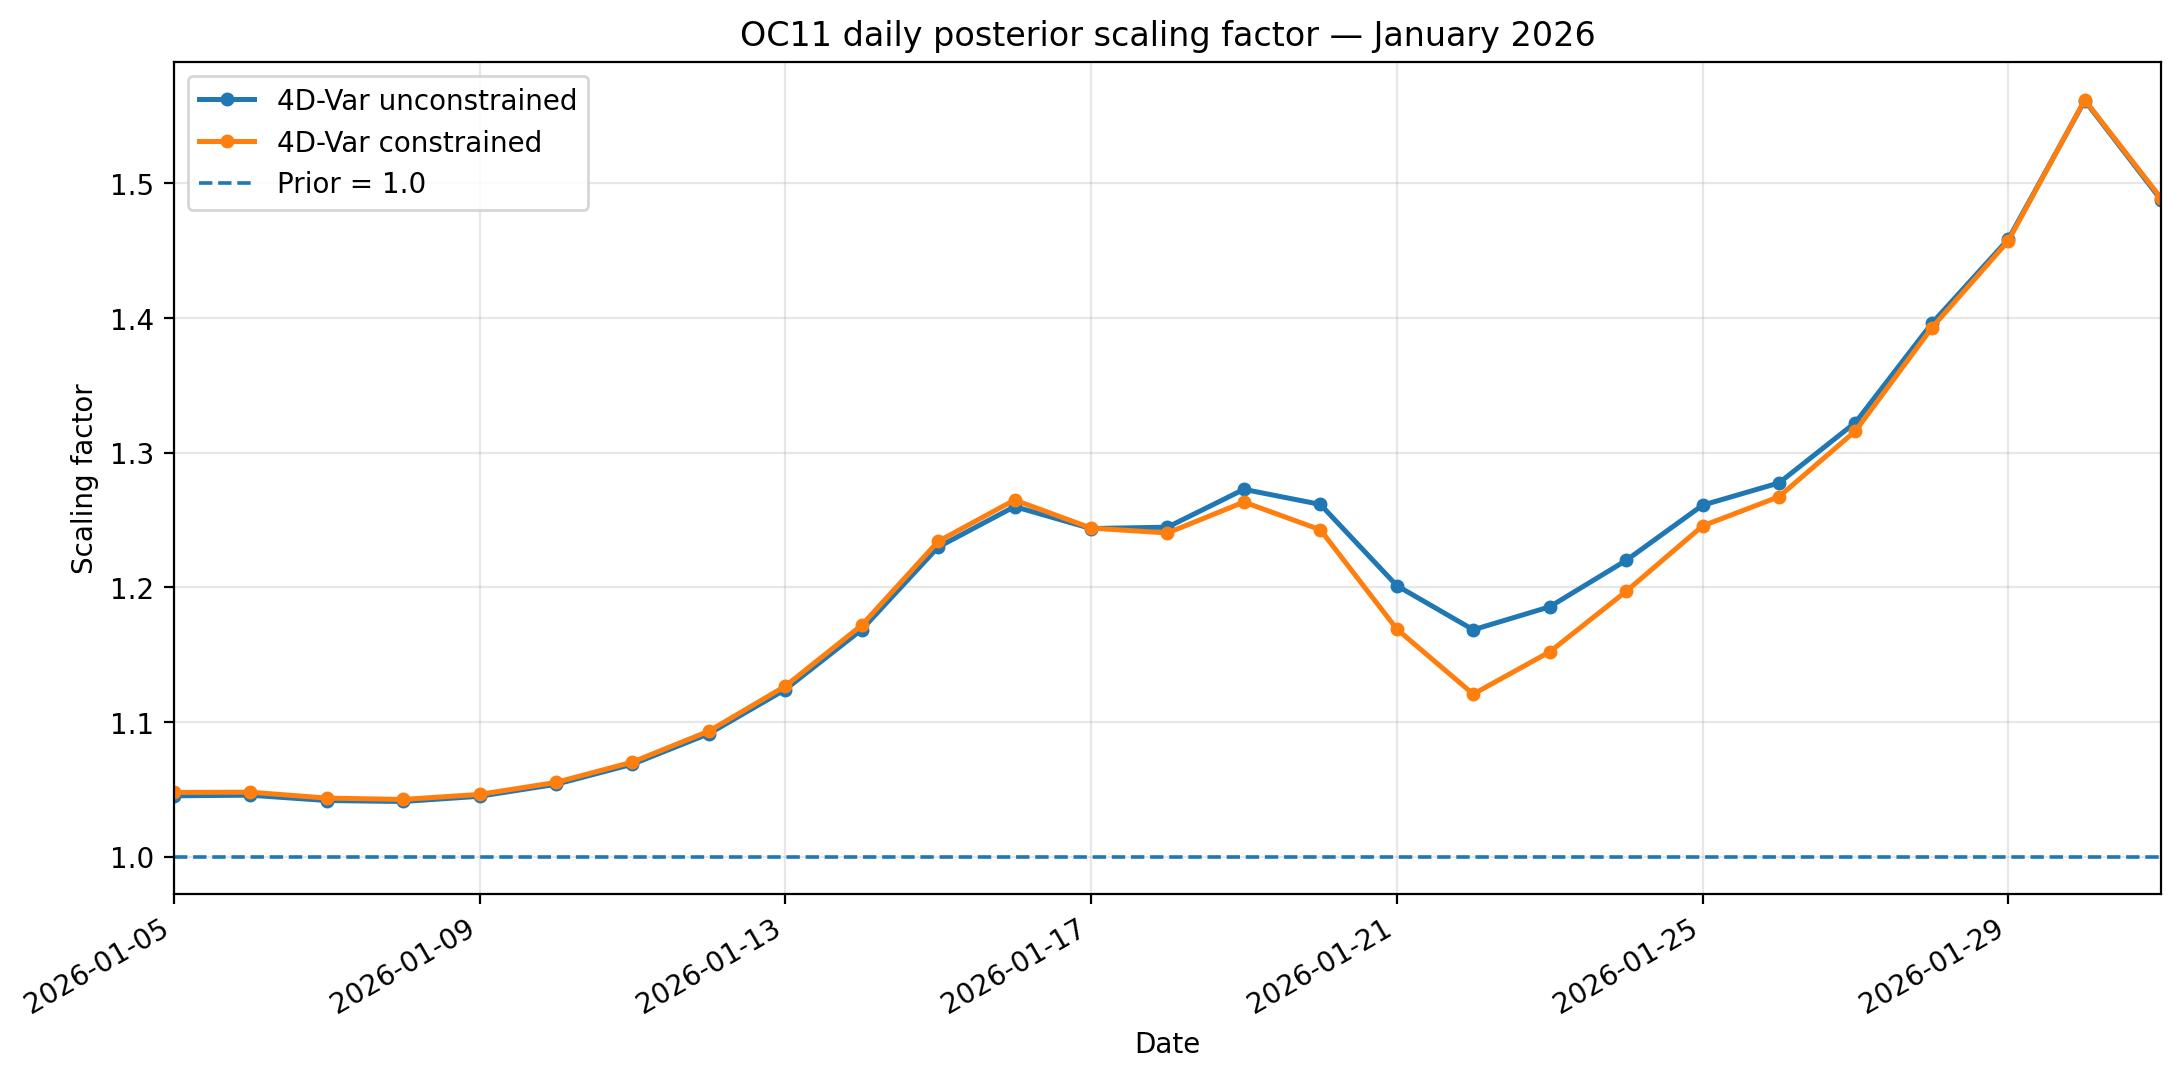 OC11 daily posterior scaling factor — January 2026
4D-Var unconstrained
4D-Var constrained
Prior = 1.0
Scaling factor
1.5
1.4
1.3
1.2
1.1
1.0
2026-01-05
2026-01-09
2026-01-13
2026-01-17
2026-01-21
2026-01-25
2026-01-29
Date